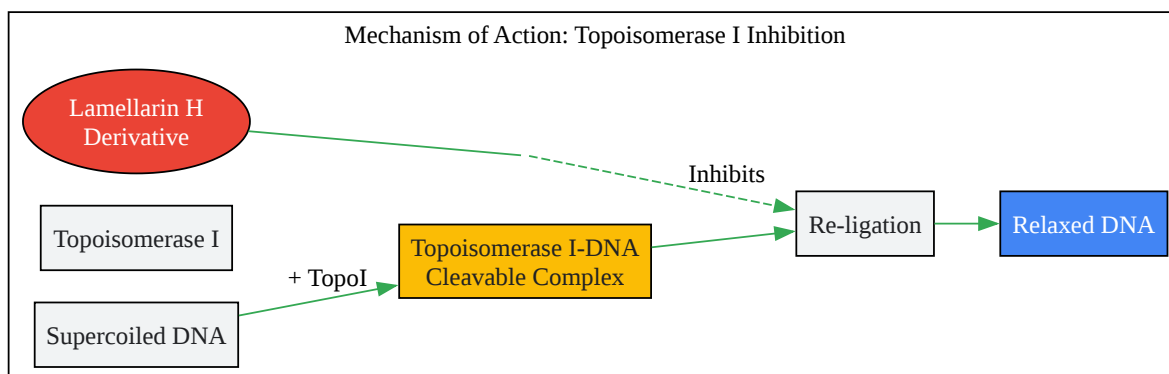 Mechanism of Action: Topoisomerase I Inhibition
Lamellarin H
Derivative
Inhibits
Topoisomerase I
Re-ligation
Relaxed DNA
Topoisomerase I-DNA
Cleavable Complex
+ TopoI
Supercoiled DNA